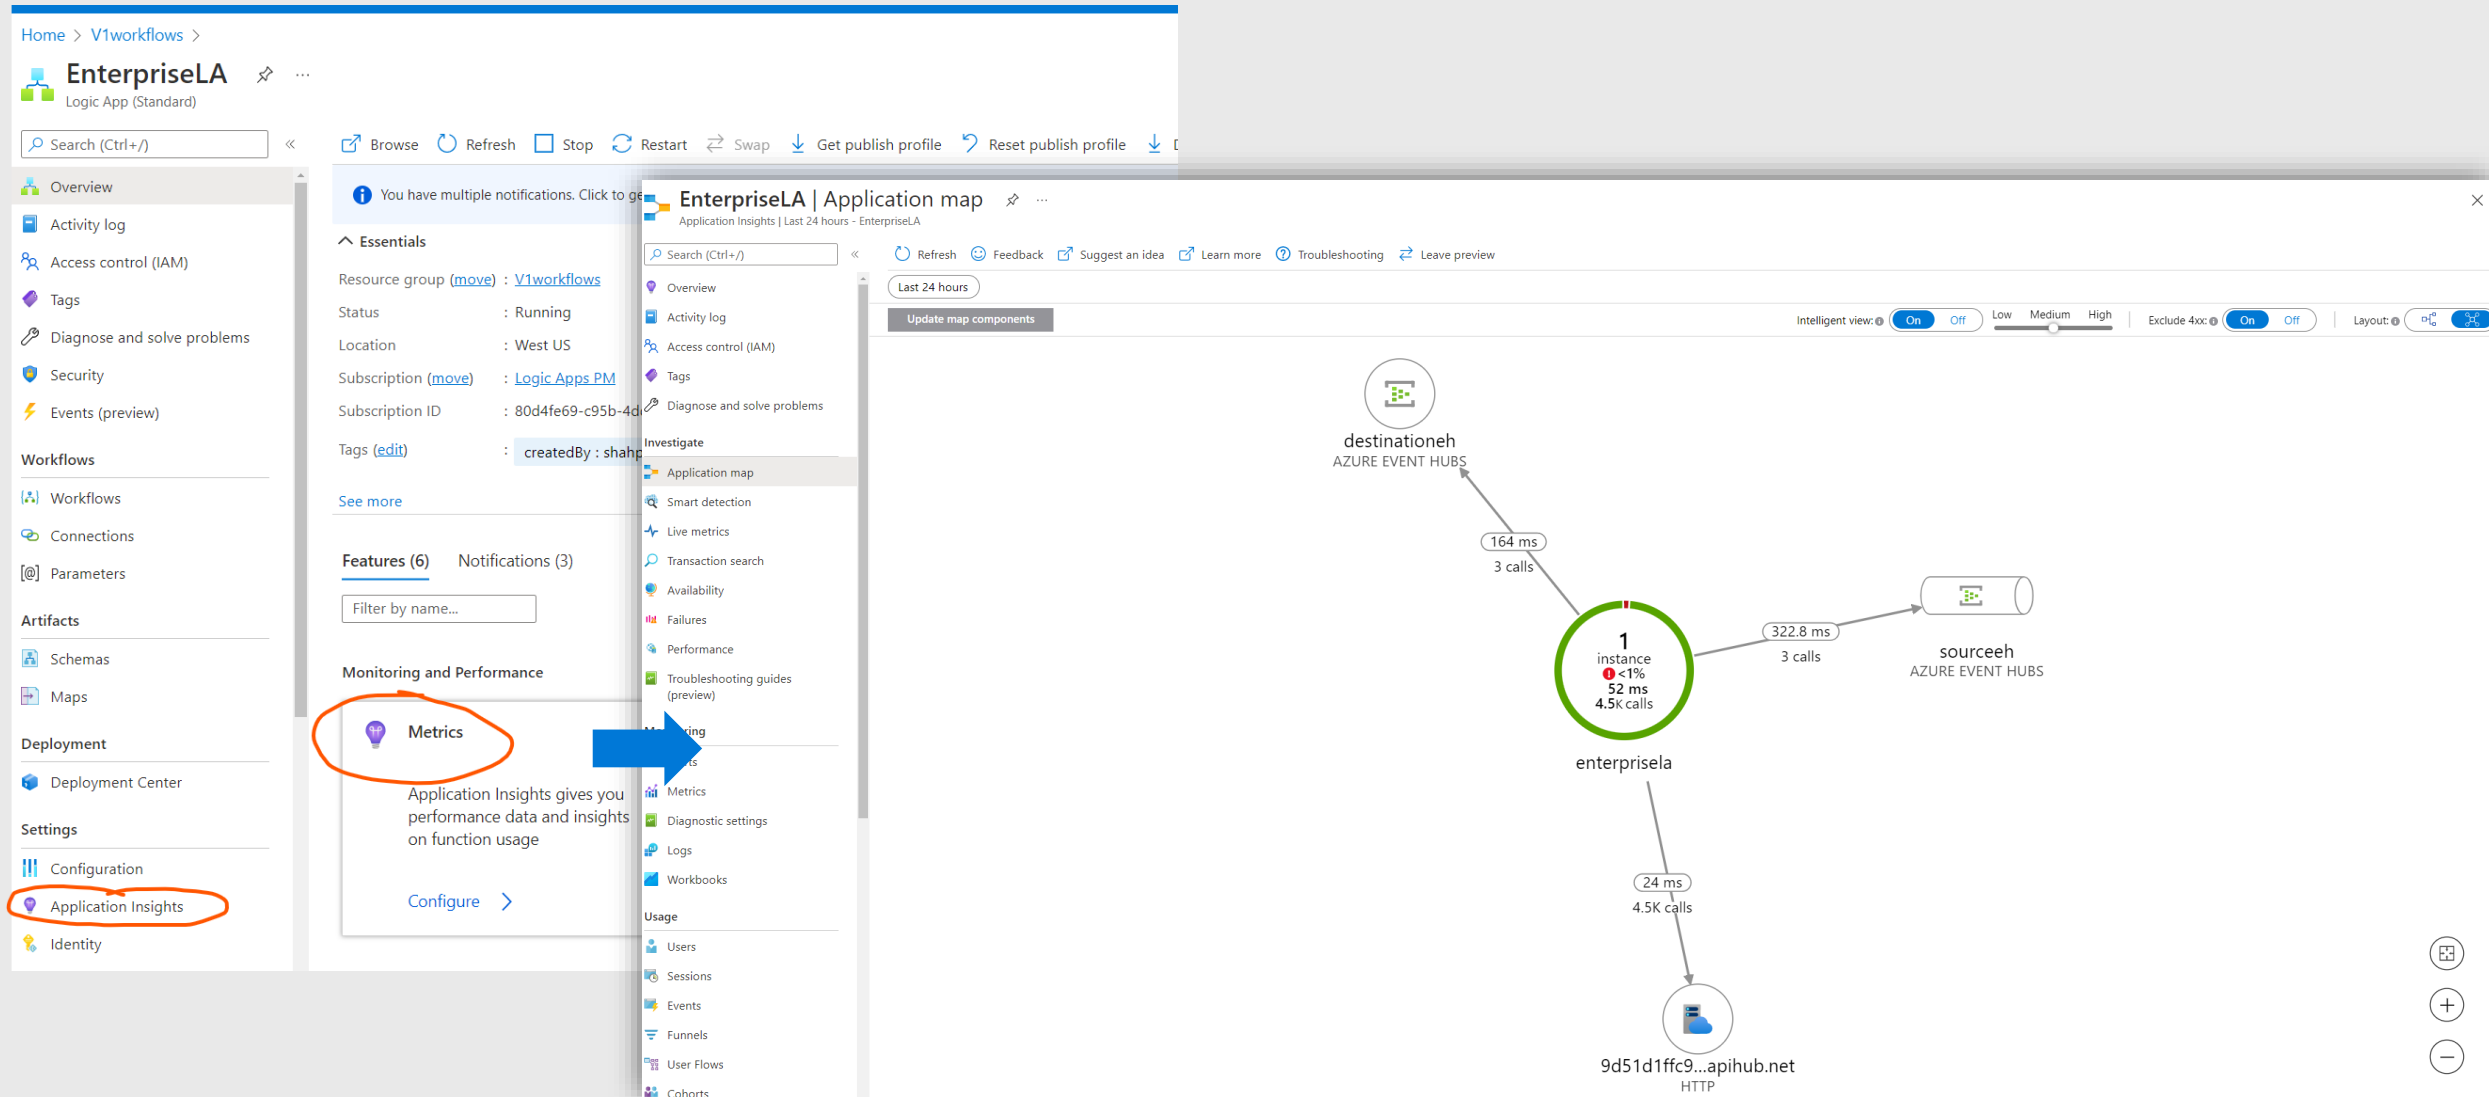 Home > V1workflows >
EnterpriseLA
Logic App (Standard)
Search (Ctrl+/)
Overview
Activity log
Access control (IAM)
Tags
Diagnose and solve problems
Security
Events (preview)
Workflows
Workflows
Connections
Parameters
Artifacts
Schemas
Maps
Deployment
Deployment Center
Settings
Configuration
Application Insights
Identity
Browse Refresh Stop Restart Swap Get publish profile Reset publish profile
You have multiple notifications. Click to ge
Essentials
Resource group (move) : V1workflows
Status : Running
Location : West US
Subscription (move) : Logic Apps PM
Subscription ID : 80d4fe69-c95b-4d
Tags (edit) : createdBy : shahp
See more
Features (6) Notifications (3)
Filter by name...
Monitoring and Performance
Metrics
Application Insights gives you
performance data and insights
on function usage
Configure
EnterpriseLA | Application map
Application Insights | Last 24 hours - EnterpriseLA
Search (Ctrl+/)
Overview
Activity log
Access control (IAM)
Tags
Diagnose and solve problems
Investigate
Application map
Smart detection
Live metrics
Transaction search
Availability
Failures
Performance
Troubleshooting guides
(preview)
Metrics
Diagnostic settings
Logs
Workbooks
Usage
Users
Sessions
Events
Funnels
User Flows
Cohorts
Refresh Feedback Suggest an idea Learn more Troubleshooting Leave preview
Last 24 hours
Update map components
Intelligent view: On Off Low Medium High Exclude 4xx: On Off Layout:
destinationeh
AZURE EVENT HUBS
164 ms
3 calls
322.8 ms
3 calls
sourceeh
AZURE EVENT HUBS
1
instance
<1%
52 ms
4.5K calls
enterprisela
24 ms
4.5K calls
9d51d1ffc9...apihub.net
HTTP